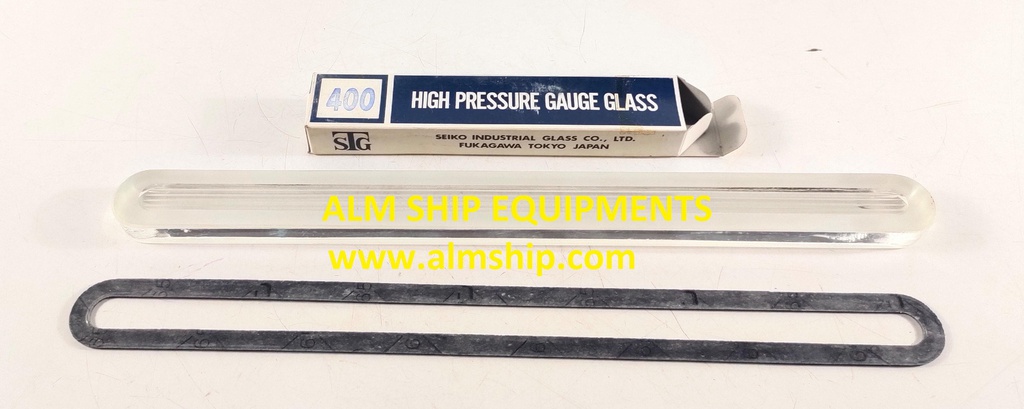 400
HIGH PRESSURE GAUGE GLASS
STG
SEIKO INDUSTRIAL GLASS CO., LTD.
FUKAGAWA TOKYO JAPAN
ALM SHIP EQUIPMENTS
www.almship.com